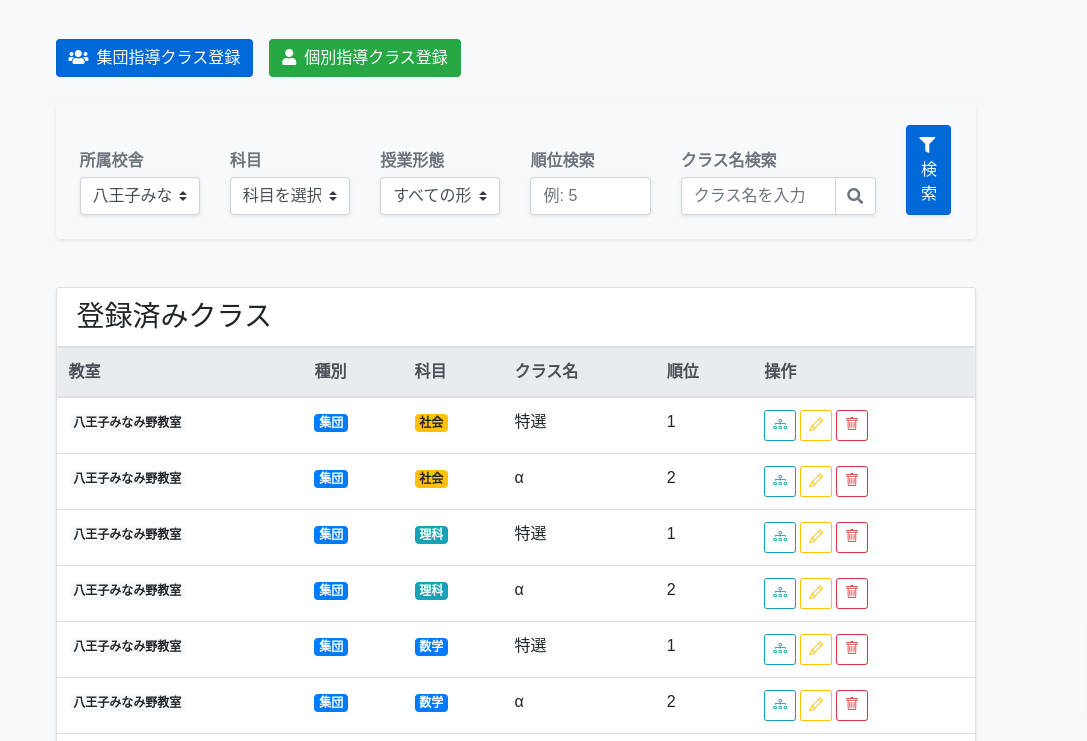 集団指導クラス登録 個別指導クラス登録
所属校舎 科目 授業形態 順位検索 クラス名検索
八王子みな 科目を選択 すべての形 例: 5 クラス名を入力 検索
登録済みクラス
教室 種別 科目 クラス名 順位 操作
八王子みなみ野教室 集団 社会 特選 1
八王子みなみ野教室 集団 社会 α 2
八王子みなみ野教室 集団 理科 特選 1
八王子みなみ野教室 集団 理科 α 2
八王子みなみ野教室 集団 数学 特選 1
八王子みなみ野教室 集団 数学 α 2